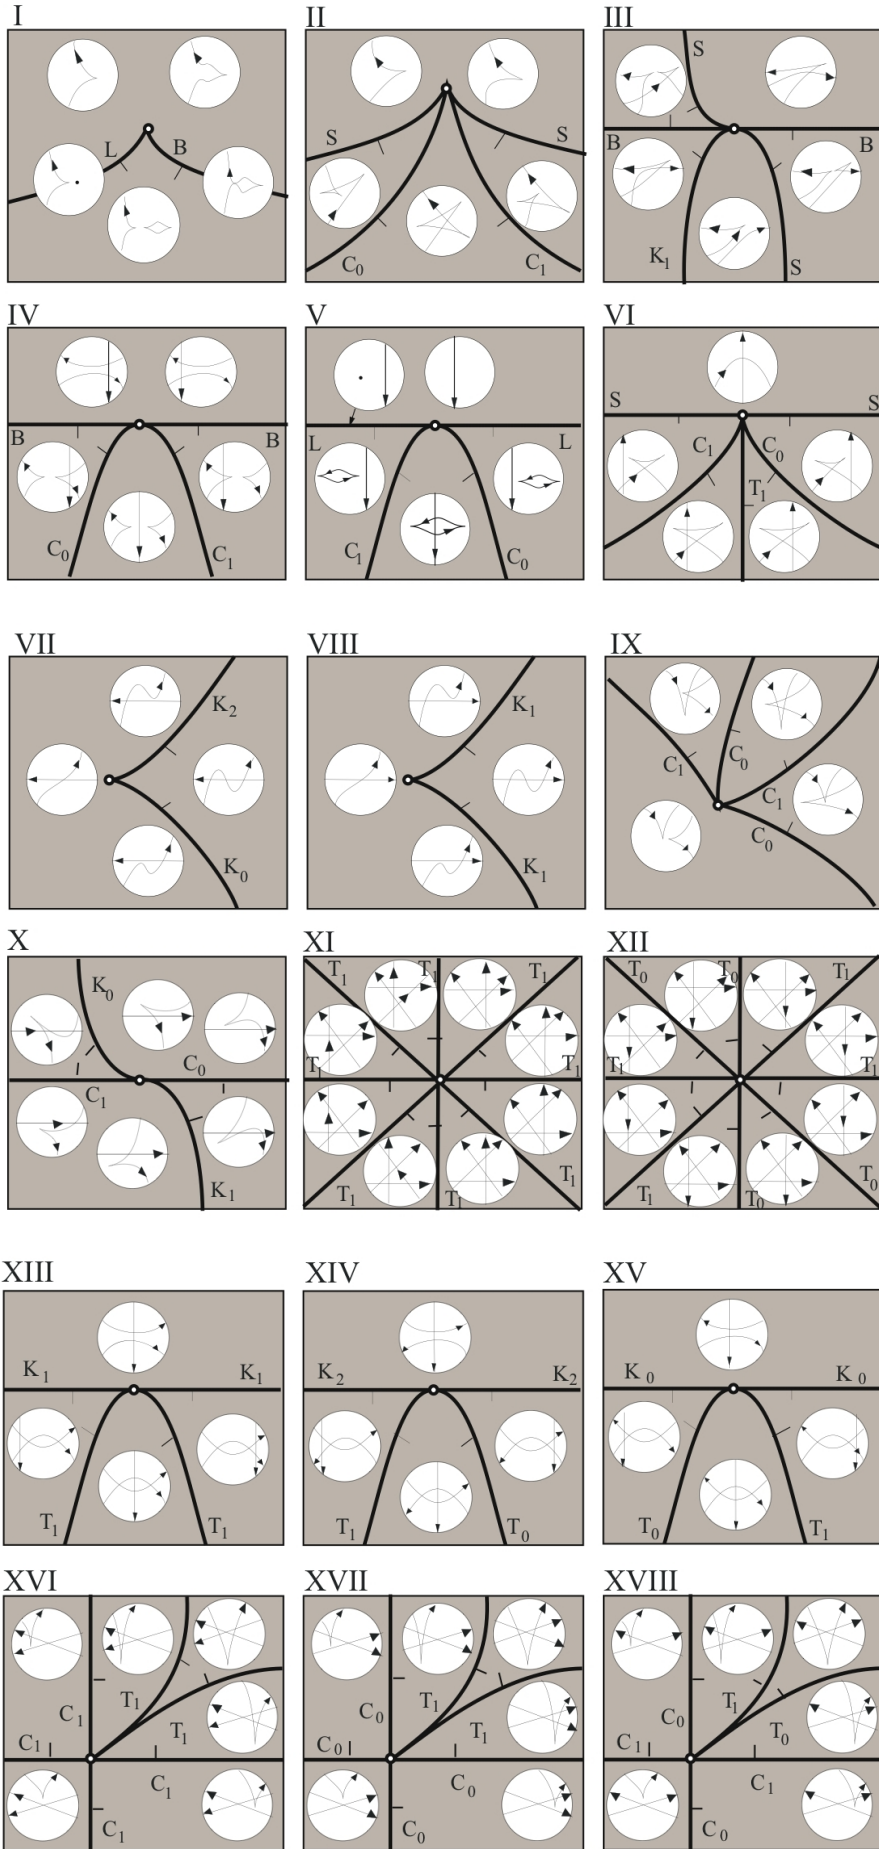 I II III
S
L B
S S
B B
C0 C1
K1 S
IV V VI
S S
B B L L
C1 C0
T1
C0 C1 C1 C0
VII VIII IX
K2 K1
C1 C0
C1
C0
K0 K1
X XI XII
K0 T1 T1 T1 T0 T0 T1
C0 T1 T1 T1 T1
C1
K1 T1 T1 T1 T1 T0 T0
XIII XIV XV
K1 K1 K2 K2 K0 K0
T1 T1 T1 T0 T0 T1
XVI XVII XVIII
C1 T1 C0 T1 C0 T1
T1 T1 T0
C1 C0 C1
C1 C0 C1
C1 C0 C0